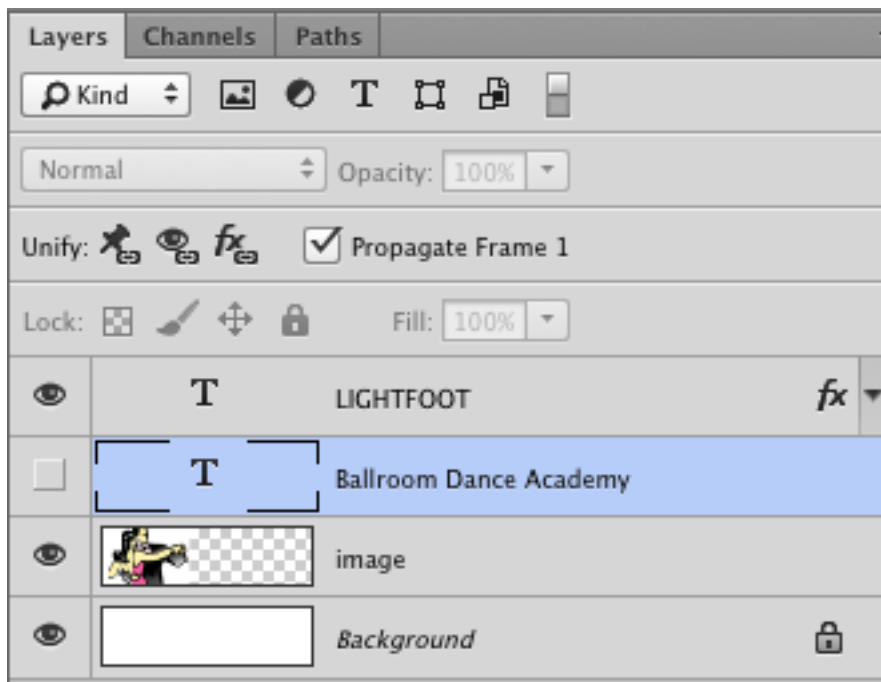 Layers Channels Paths
Kind T
Normal Opacity: 100%
Unify: fx Propagate Frame 1
Lock: Fill: 100%
T LIGHTFOOT fx
T Ballroom Dance Academy
image
Background